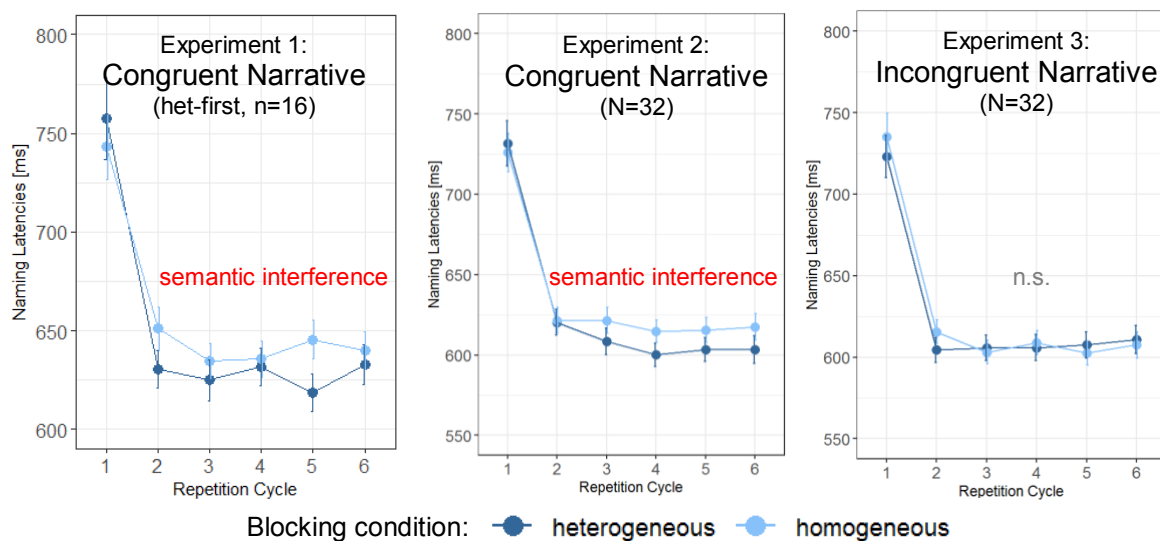 Experiment 1:
Congruent Narrative
(het-first, n=16)
800
750
700
650
600
Naming Latencies [ms]
semantic interference
1 2 3 4 5 6
Repetition Cycle
Experiment 2:
Congruent Narrative
(N=32)
800
750
700
650
600
550
Naming Latencies [ms]
semantic interference
1 2 3 4 5 6
Repetition Cycle
Experiment 3:
Incongruent Narrative
(N=32)
800
750
700
650
600
550
Naming Latencies [ms]
n.s.
1 2 3 4 5 6
Repetition Cycle
Blocking condition: heterogeneous homogeneous